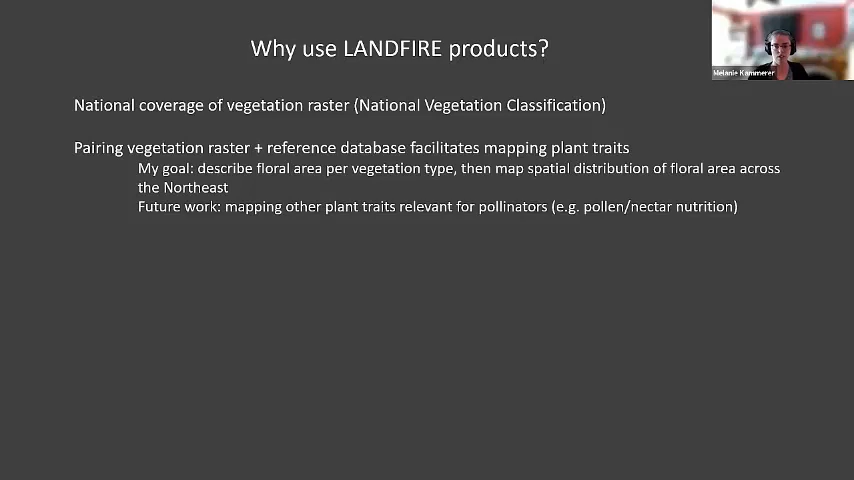 Why use LANDFIRE products?
Melanie Kammerer
National coverage of vegetation raster (National Vegetation Classification)
Pairing vegetation raster + reference database facilitates mapping plant traits
My goal: describe floral area per vegetation type, then map spatial distribution of floral area across
the Northeast
Future work: mapping other plant traits relevant for pollinators (e.g. pollen/nectar nutrition)